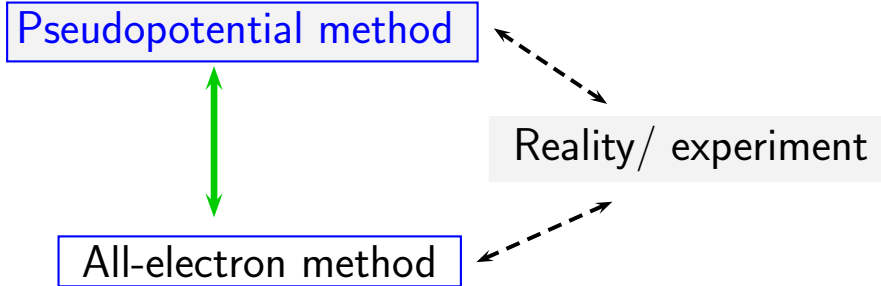 Pseudopotential method
Reality/ experiment
All-electron method